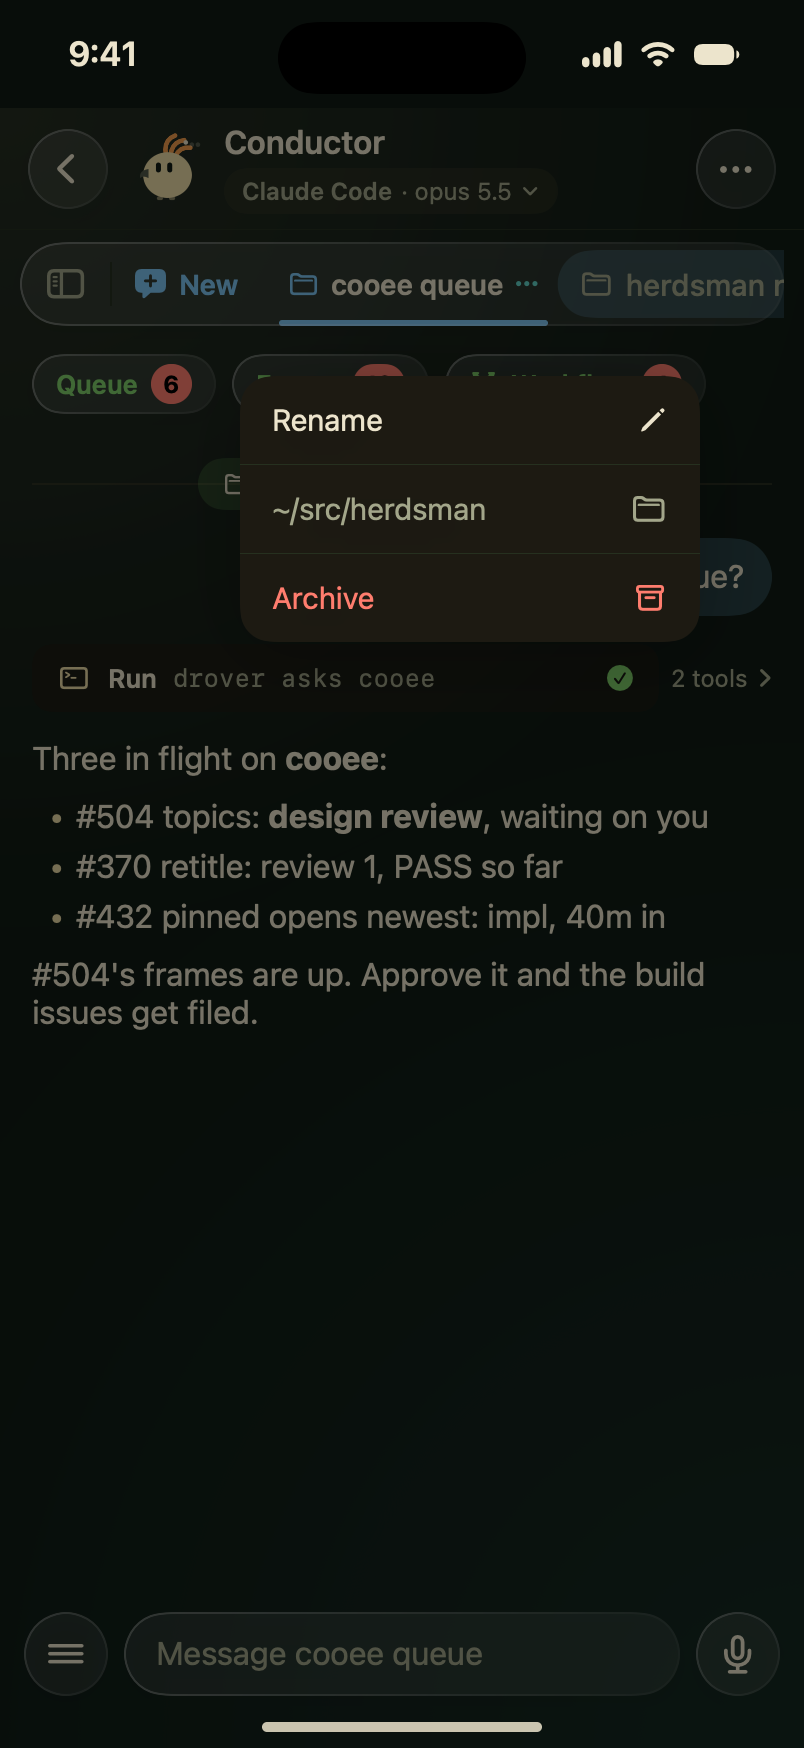 9:41
Conductor
Claude Code · opus 5.5
New
cooee queue ...
herdsman
Queue 6
Rename
~/src/herdsman
Archive
Run drover asks cooee
2 tools
Three in flight on cooee:
• #504 topics: design review, waiting on you
• #370 retitle: review 1, PASS so far
• #432 pinned opens newest: impl, 40m in
#504's frames are up. Approve it and the build
issues get filed.
Message cooee queue